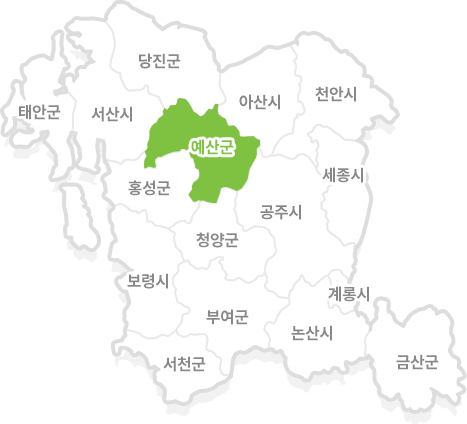 당진군
천안시
아산시
태안군
서산시
예산군
세종시
홍성군
공주시
청양군
보령시
계룡시
부여군
논산시
서천군
금산군